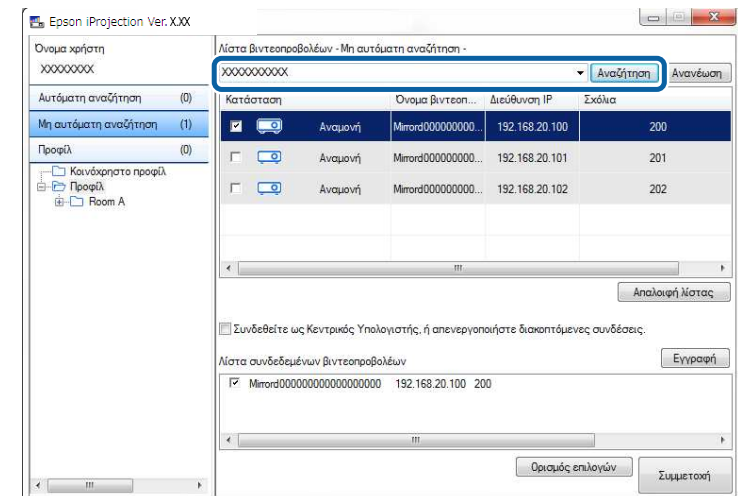 Epson iProjection Ver. X.XX
Όνομα χρήστη
XXXXXXXX
Αυτόματη αναζήτηση (0)
Μη αυτόματη αναζήτηση (1)
Προφίλ (0)
Κοινόχρηστο προφίλ
Προφίλ
Room A
Λίστα βιντεοπροβολέων - Μη αυτόματη αναζήτηση -
XXXXXXXXXX Αναζήτηση Ανανέωση
Κατάσταση Όνομα βιντεοπ... Διεύθυνση IP Σχόλια
Αναμονή Mirrord000000000... 192.168.20.100 200
Αναμονή Mirrord000000000... 192.168.20.101 201
Αναμονή Mirrord000000000... 192.168.20.102 202
Απαλοιφή λίστας
Συνδεθείτε ως Κεντρικός Υπολογιστής, ή απενεργοποιήστε διακοπτόμενες συνδέσεις.
Λίστα συνδεδεμένων βιντεοπροβολέων Εγγραφή
Mirrord000000000000000000 192.168.20.100 200
Ορισμός επιλογών Συμμετοχή